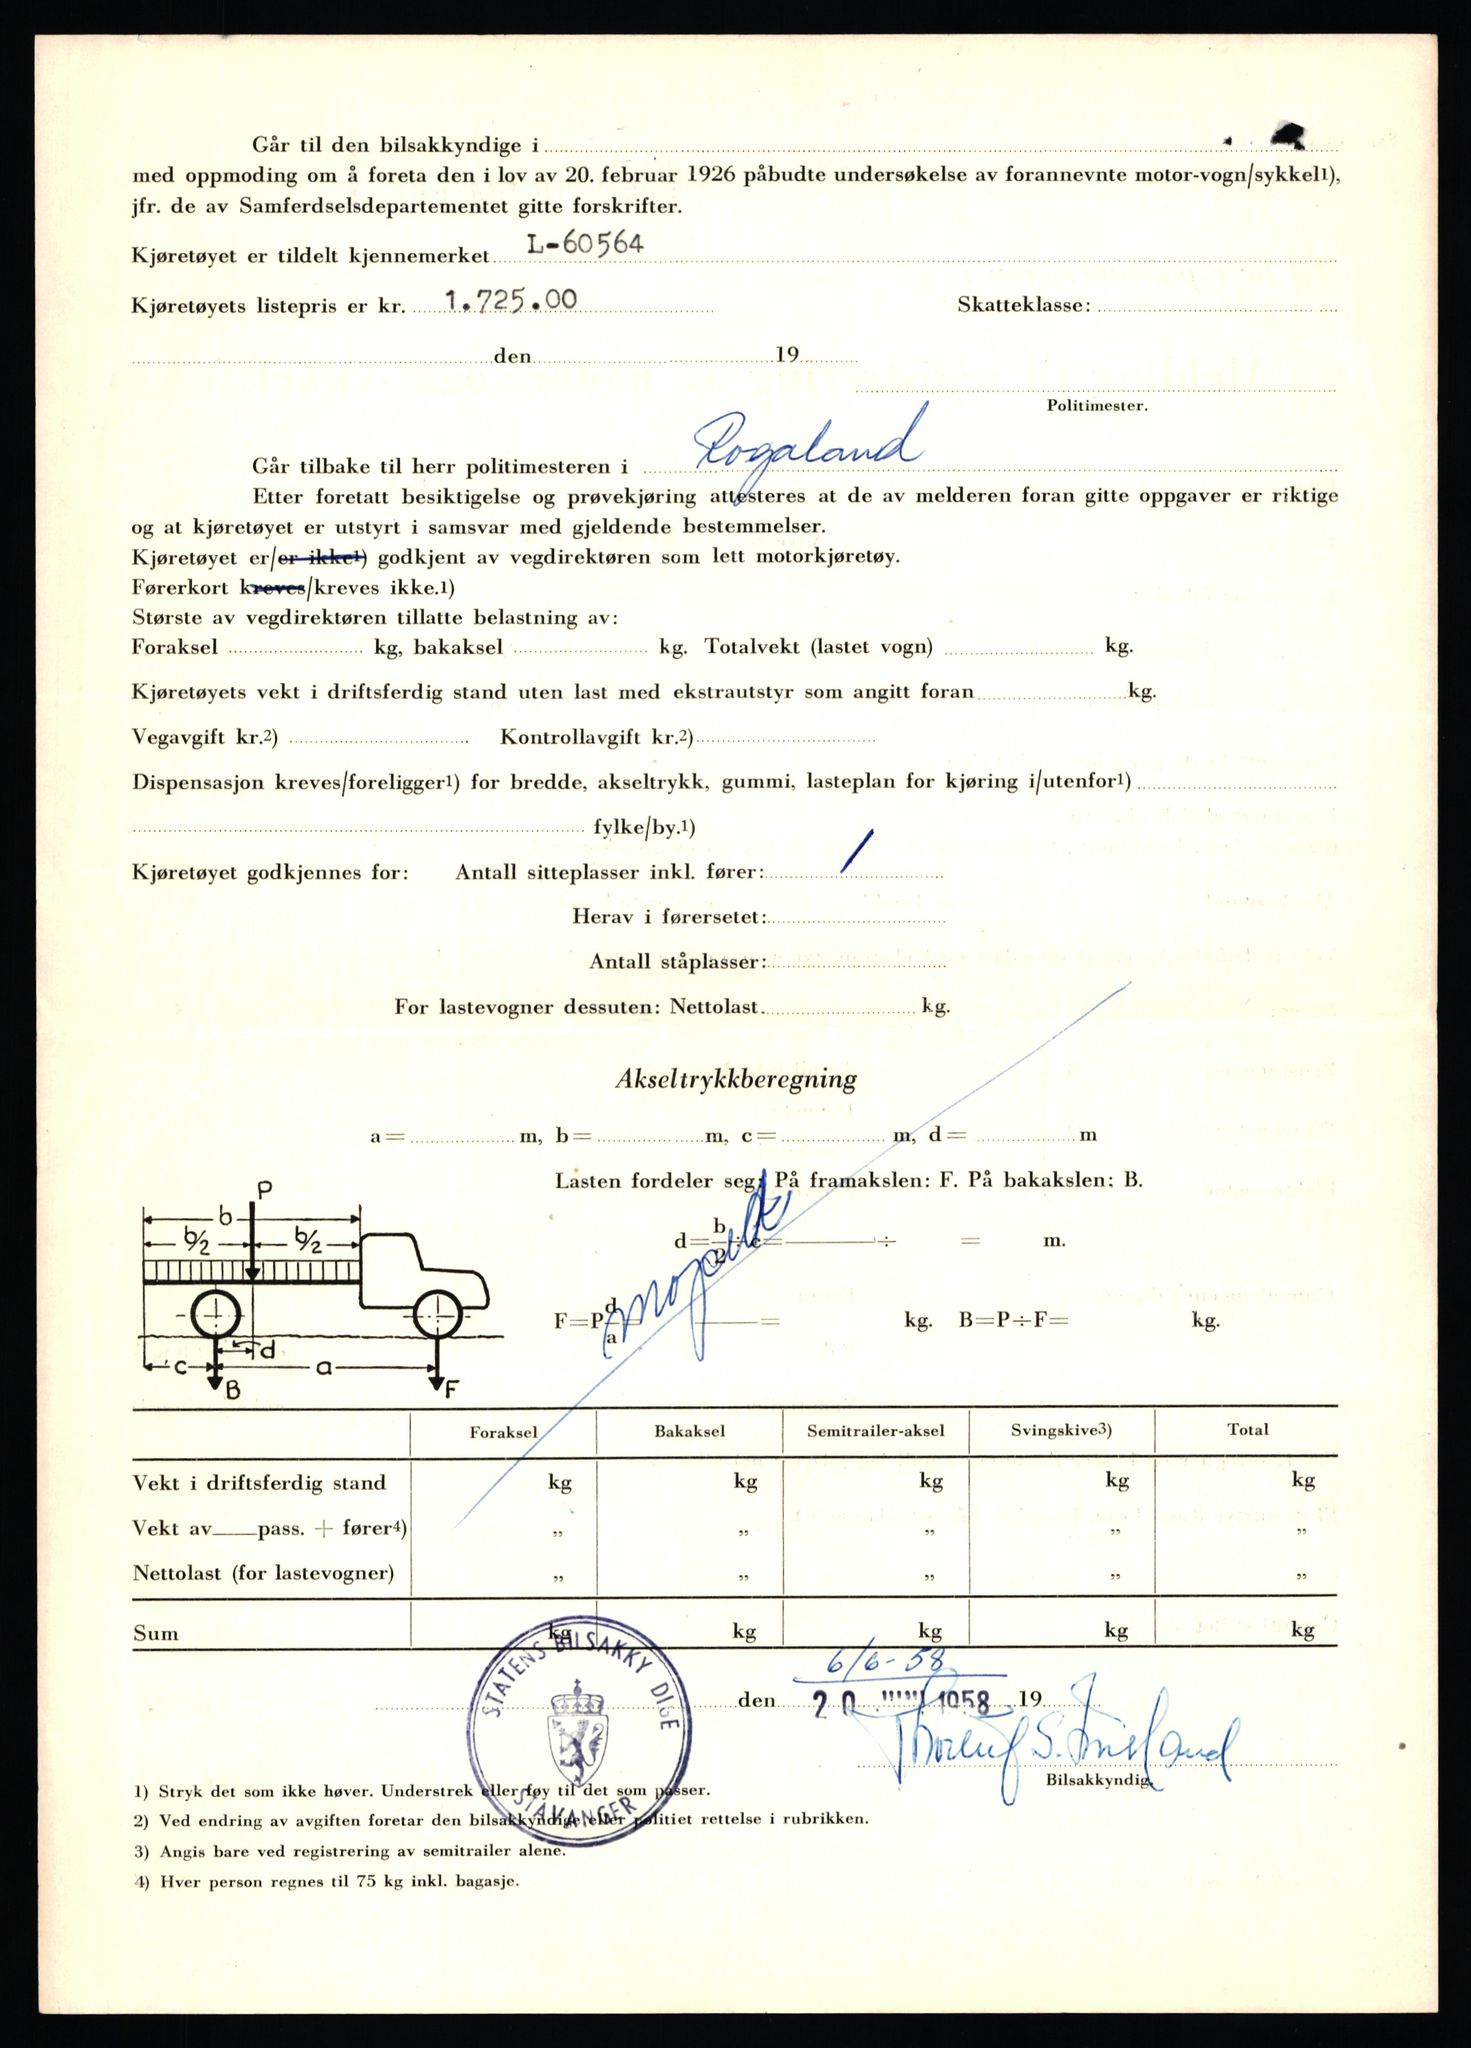 Går til den bilsakkyndige i
med oppmoding om å foreta den i lov av 20. februar 1926 påbudte undersøkelse av forannevnte motor-vogn/sykkel1),
jfr. de av Samferdselsdepartementet gitte forskrifter.
Kjøretøyet er tildelt kjennemerket L-60564
Kjøretøyets listepris er kr. 1.725.00 Skatteklasse:
den 19
Politimester.
Går tilbake til herr politimesteren i Rogaland
Etter foretatt besiktigelse og prøvekjøring attesteres at de av melderen foran gitte oppgaver er riktige
og at kjøretøyet er utstyrt i samsvar med gjeldende bestemmelser.
Kjøretøyet er/er ikke1) godkjent av vegdirektøren som lett motorkjøretøy.
Førerkort kreves/kreves ikke.1)
Største av vegdirektøren tillatte belastning av:
Foraksel kg, bakaksel kg. Totalvekt (lastet vogn) kg.
Kjøretøyets vekt i driftsferdig stand uten last med ekstrautstyr som angitt foran kg.
Vegavgift kr.2) Kontrollavgift kr.2)
Dispensasjon kreves/foreligger1) for bredde, akseltrykk, gummi, lasteplan for kjøring i/utenfor1)
fylke/by.1)
Kjøretøyet godkjennes for: Antall sitteplasser inkl. fører: 1
Herav i førersetet:
Antall ståplasser:
For lastevogner dessuten: Nettolast. kg.
Akseltrykkberegning
a= m, b= m, c= m, d= m
Lasten fordeler seg: På framakslen: F. På bakakslen: B.
P
b
b/2 b/2
d = b/2 ÷ c = ÷ = m.
F=P d/a = = kg. B=P÷F= kg.
d
c a
B F
Foraksel Bakaksel Semitrailer-aksel Svingskive3) Total
Vekt i driftsferdig stand kg kg kg kg kg
Vekt av pass. + fører4) „ „ „ „ „
Nettolast (for lastevogner) „ „ „ „ „
Sum kg kg kg kg kg
6/6-58
den 20 1958 19
STATENS BILSAKKY DIGE
STAVANGER
Bilsakkyndig.
1) Stryk det som ikke høver. Understrek eller føy til det som passer.
2) Ved endring av avgiften foretar den bilsakkyndige eller politiet rettelse i rubrikken.
3) Angis bare ved registrering av semitrailer alene.
4) Hver person regnes til 75 kg inkl. bagasje.